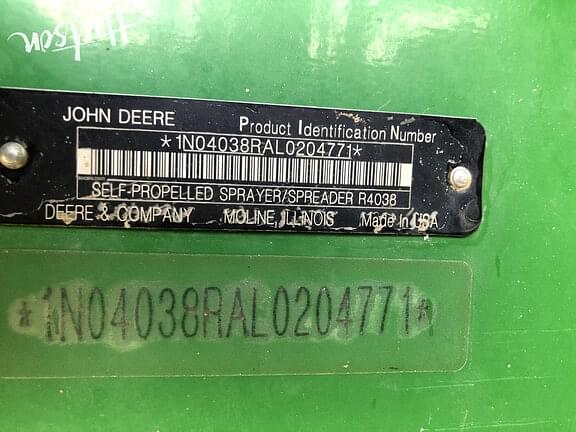 Hutson
JOHN DEERE Product Identification Number
*1N04038RAL0204771*
SELF-PROPELLED SPRAYER/SPREADER R4038
DEERE & COMPANY MOLINE, ILLINOIS Made in USA
*1N04038RAL0204771*